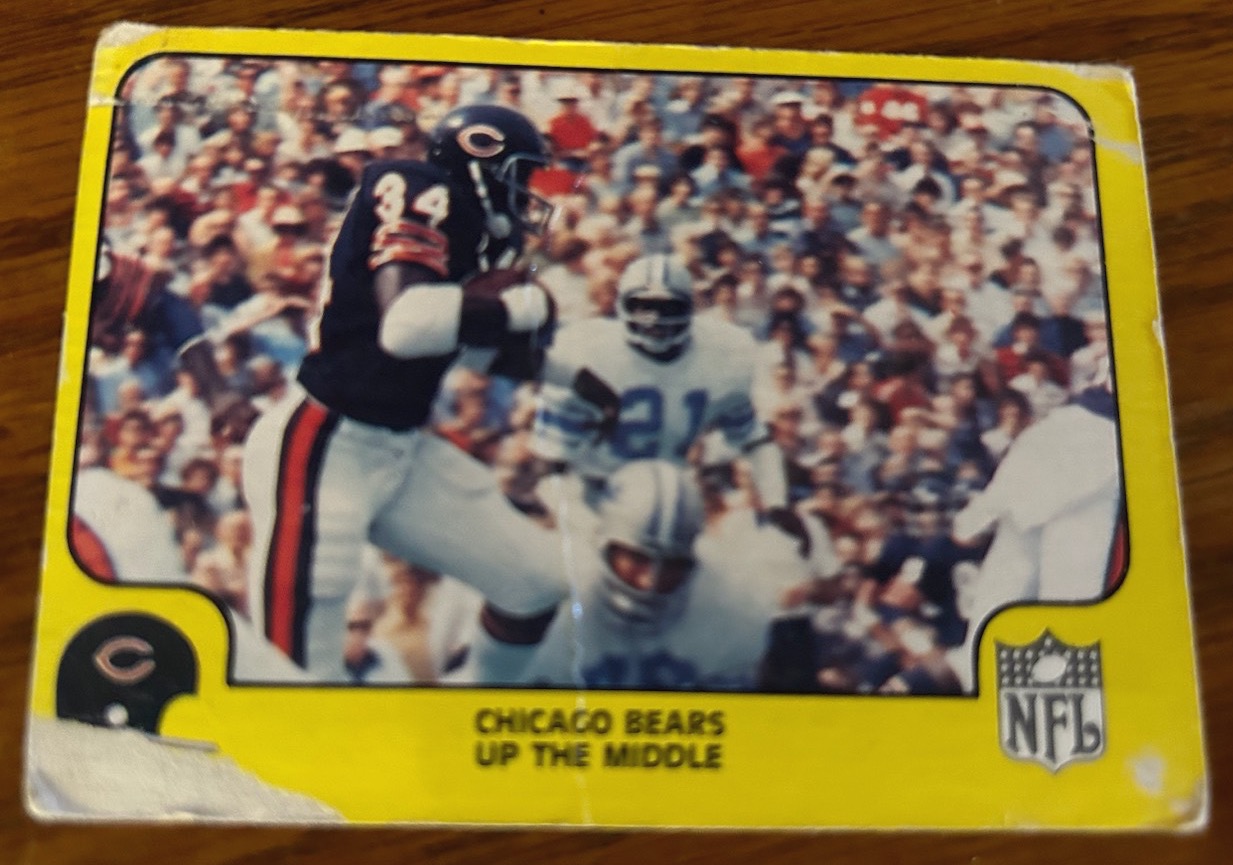 34
21
C
C
NFL
CHICAGO BEARS
UP THE MIDDLE